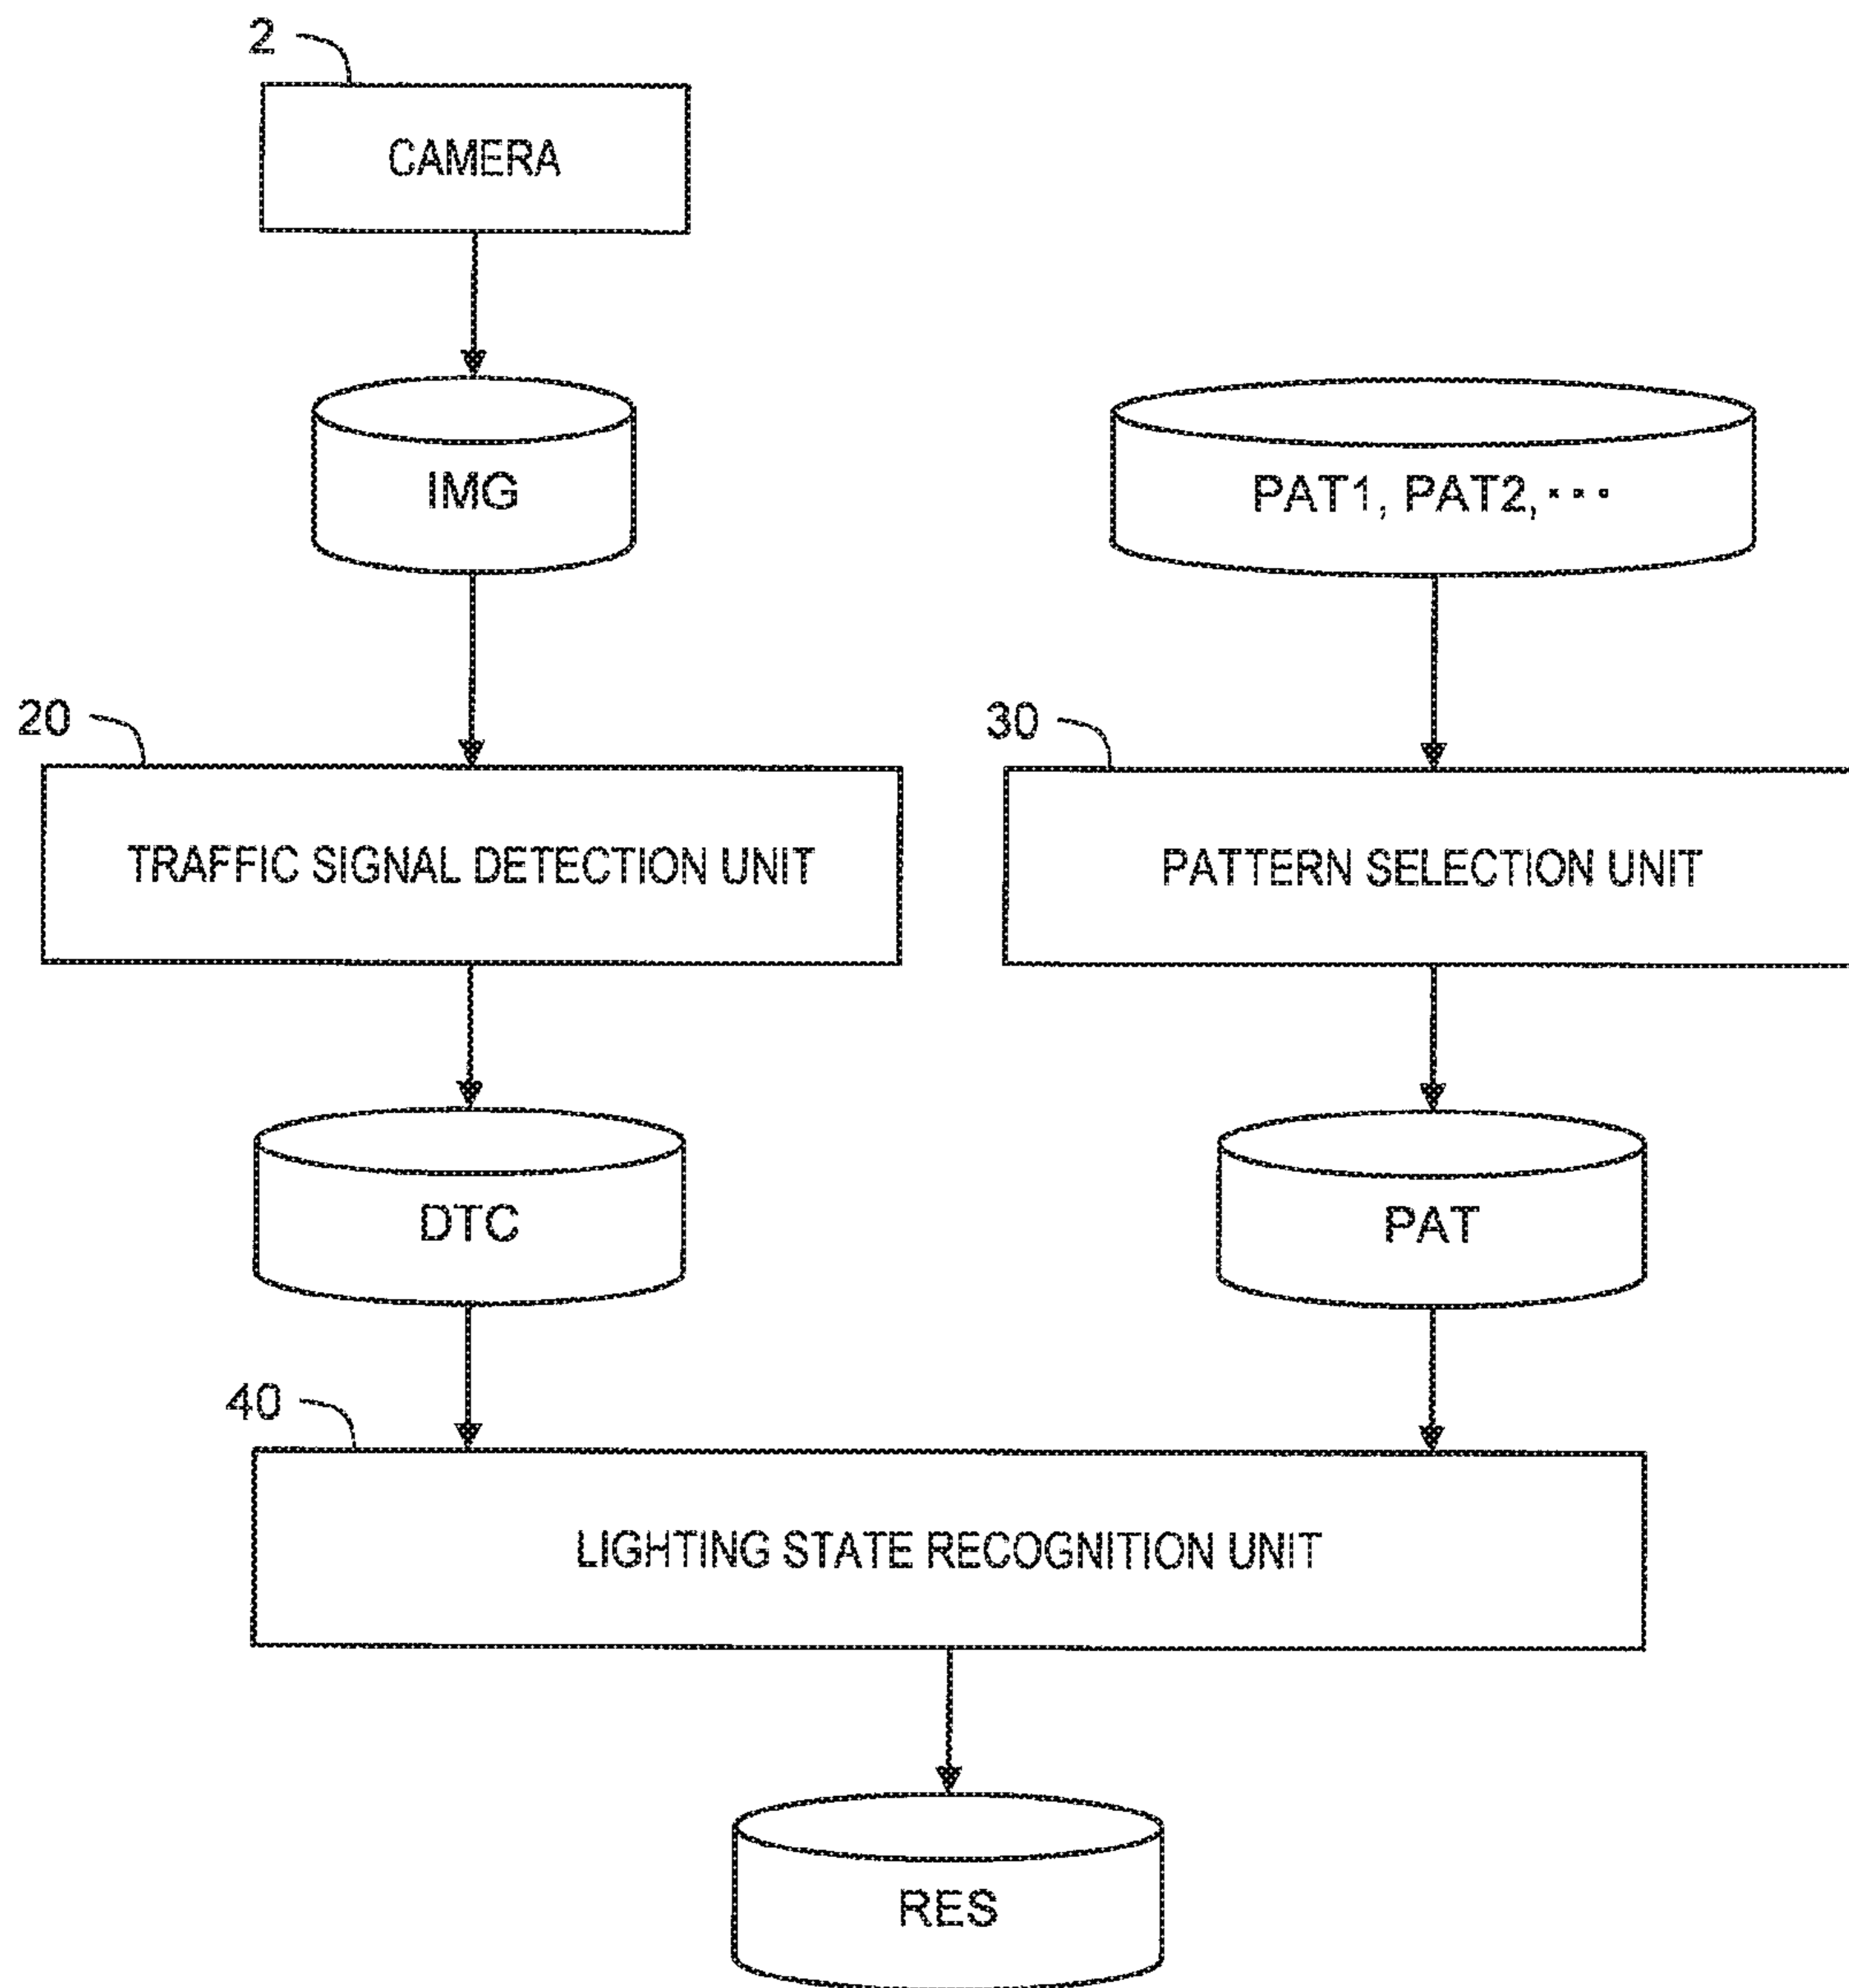 2
CAMERA
IMG
PAT1, PAT2, ･･･
20
30
TRAFFIC SIGNAL DETECTION UNIT
PATTERN SELECTION UNIT
DTC
PAT
40
LIGHTING STATE RECOGNITION UNIT
RES